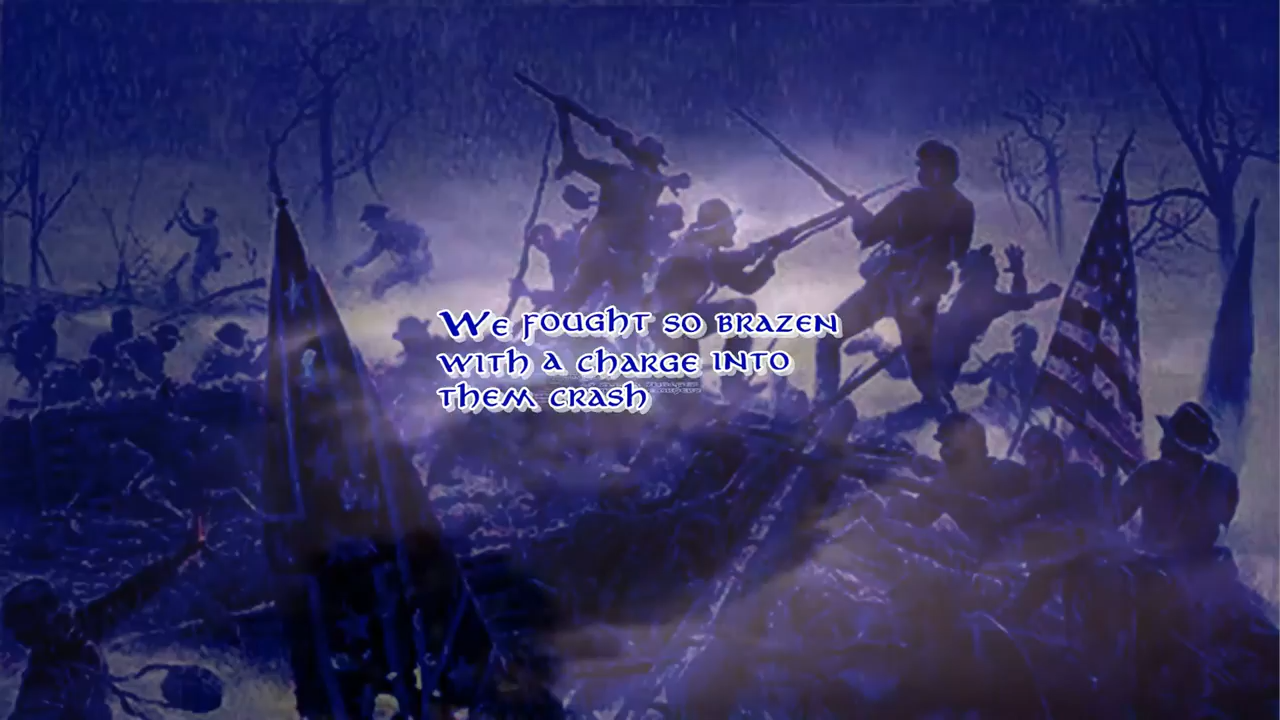 We fought so brazen
with a charge into
them crash